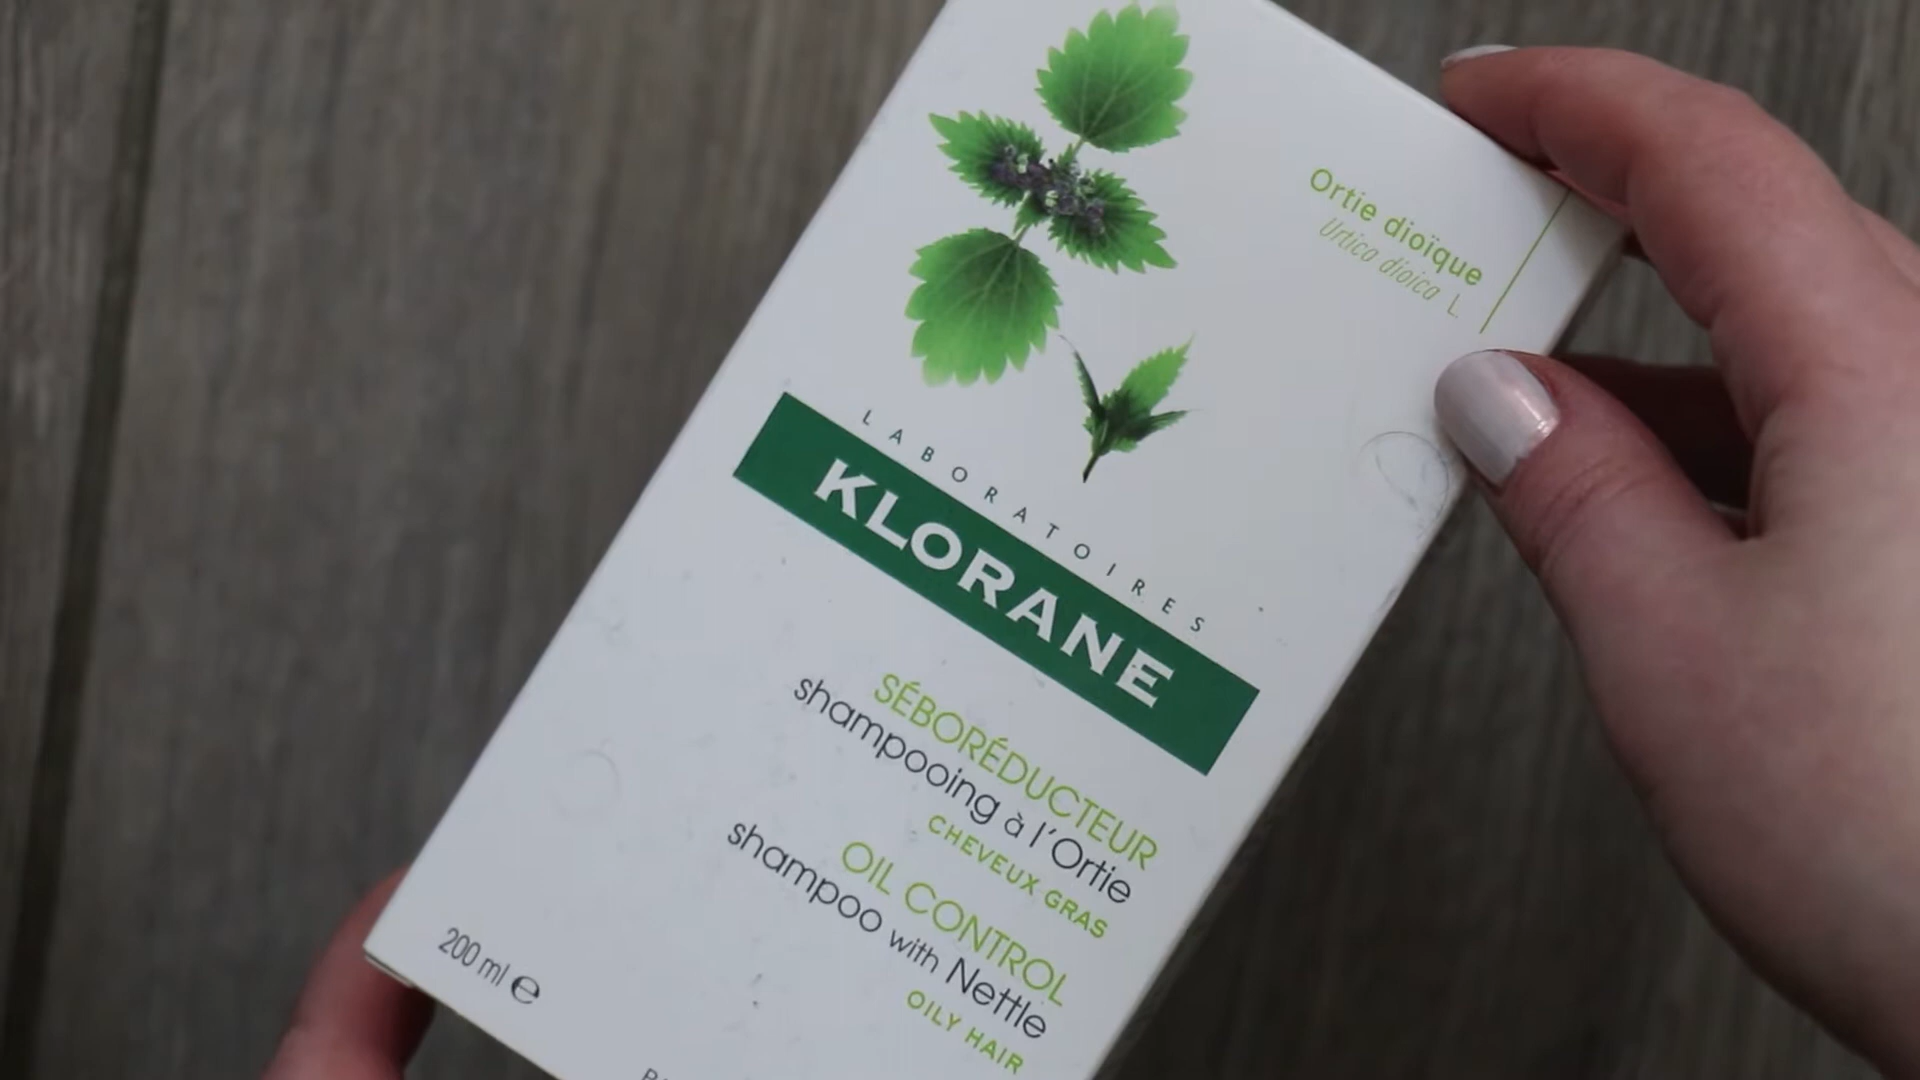 Ortie dioïque
Urtica dioica L.
LABORATOIRES
KLORANE
SÉBORÉDUCTEUR
shampooing à l'Ortie
CHEVEUX GRAS
OIL CONTROL
shampoo with Nettle
OILY HAIR
200 ml ℮